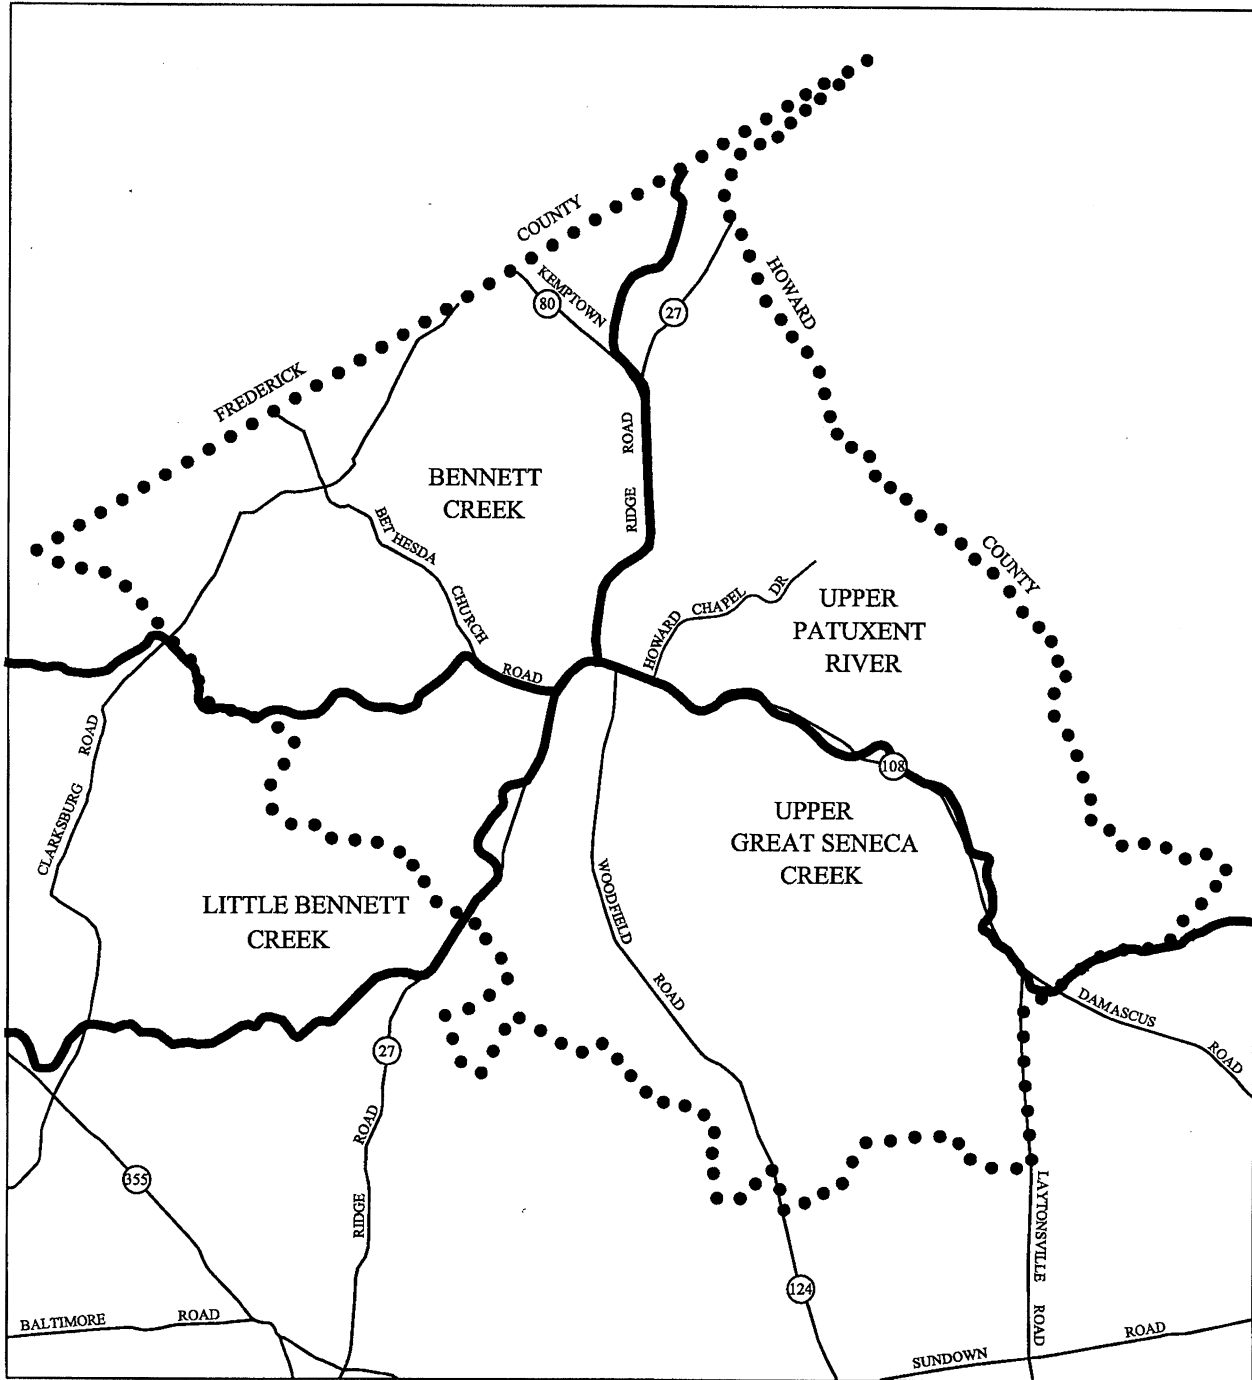 COUNTY
KEMPTOWN
80
27
HOWARD
FREDERICK
ROAD
BENNETT
CREEK
RIDGE
BETHESDA
CHURCH
ROAD
COUNTY
HOWARD
CHAPEL
DR
UPPER
PATUXENT
RIVER
ROAD
CLARKSBURG
108
UPPER
GREAT SENECA
CREEK
WOODFIELD
ROAD
LITTLE BENNETT
CREEK
DAMASCUS
ROAD
27
ROAD
RIDGE
355
LAYTONSVILLE
ROAD
124
BALTIMORE
ROAD
SUNDOWN
ROAD